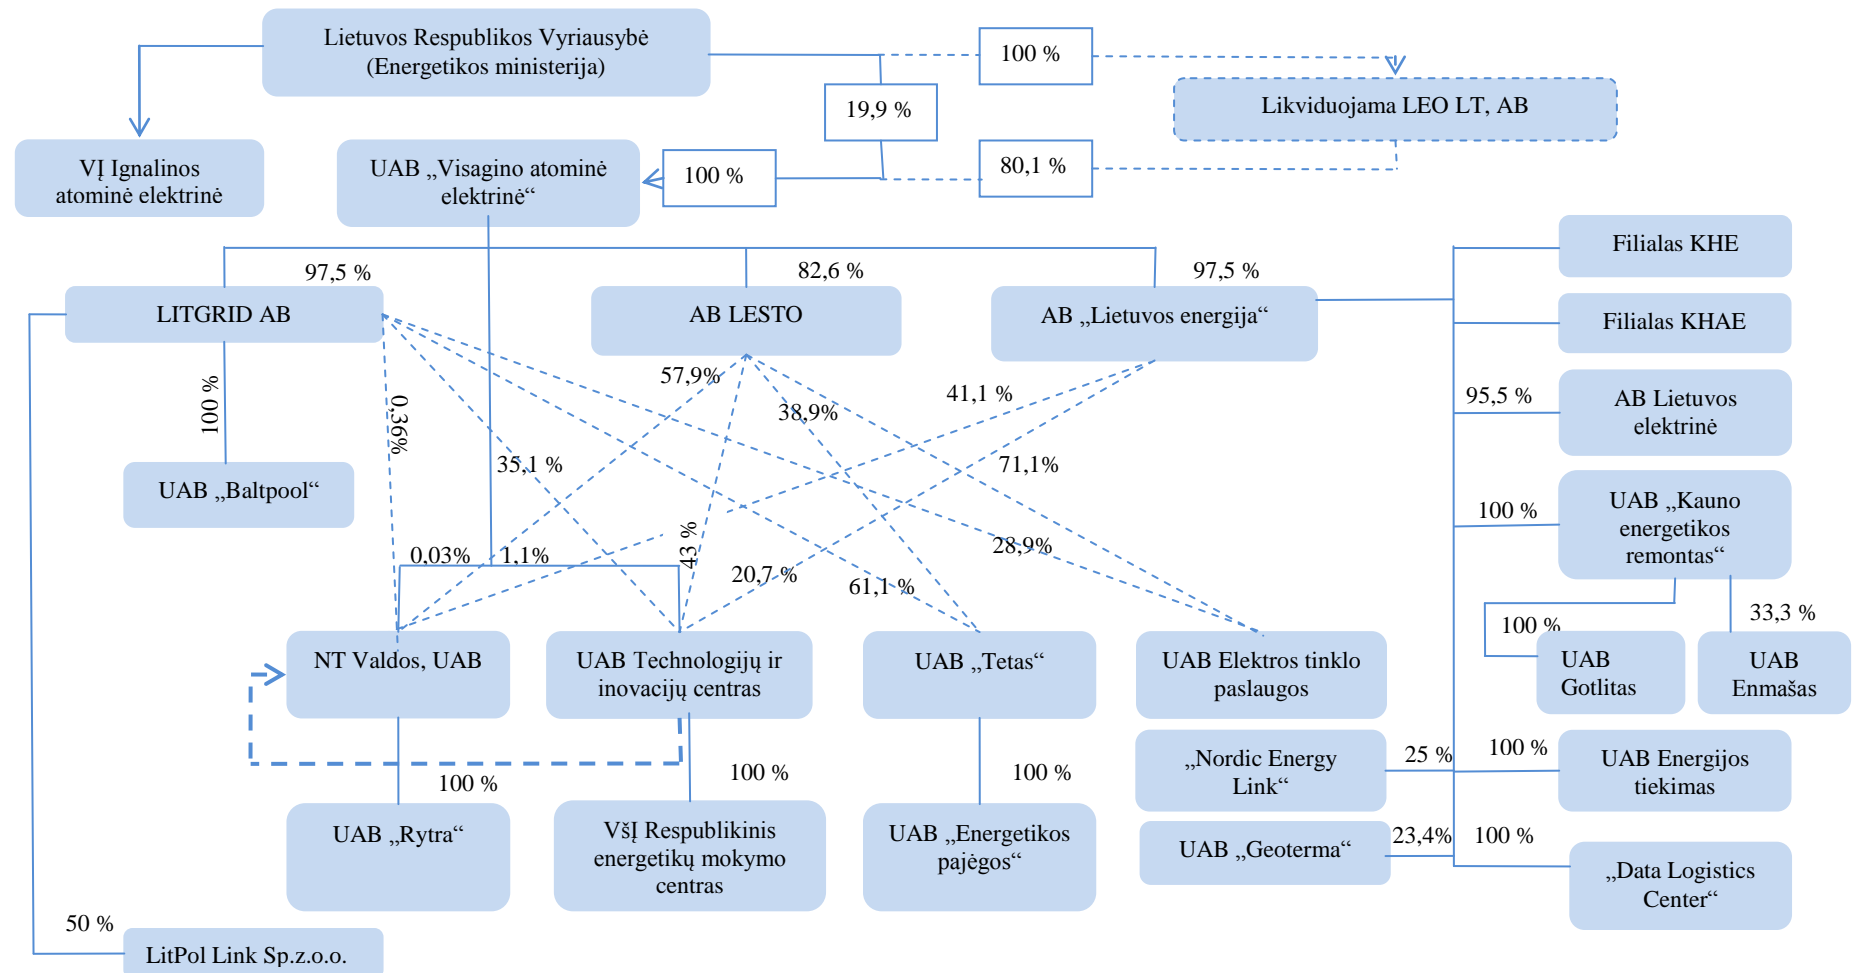 Lietuvos Respublikos Vyriausybė
(Energetikos ministerija)
100 %
19,9 %
Likviduojama LEO LT, AB
VĮ Ignalinos
atominė elektrinė
UAB „Visagino atominė
elektrinė“
100 %
80,1 %
Filialas KHE
97,5 %
82,6 %
97,5 %
LITGRID AB
AB LESTO
AB „Lietuvos energija“
Filialas KHAE
57,9%
41,1 %
38,9%
95,5 %
AB Lietuvos
elektrinė
100 %
0,36%
35,1 %
71,1%
UAB „Baltpool“
100 %
UAB „Kauno
energetikos
remontas“
0,03%
1,1%
43 %
28,9%
20,7 %
61,1 %
100 %
33,3 %
NT Valdos, UAB
UAB Technologijų ir
inovacijų centras
UAB „Tetas“
UAB Elektros tinklo
paslaugos
UAB
Gotlitas
UAB
Enmašas
100 %
100 %
100 %
„Nordic Energy
Link“
25 %
100 %
UAB Energijos
tiekimas
UAB „Rytra“
VšĮ Respublikinis
energetikų mokymo
centras
UAB „Energetikos
pajėgos“
UAB „Geoterma“
23,4%
100 %
„Data Logistics
Center“
50 %
LitPol Link Sp.z.o.o.